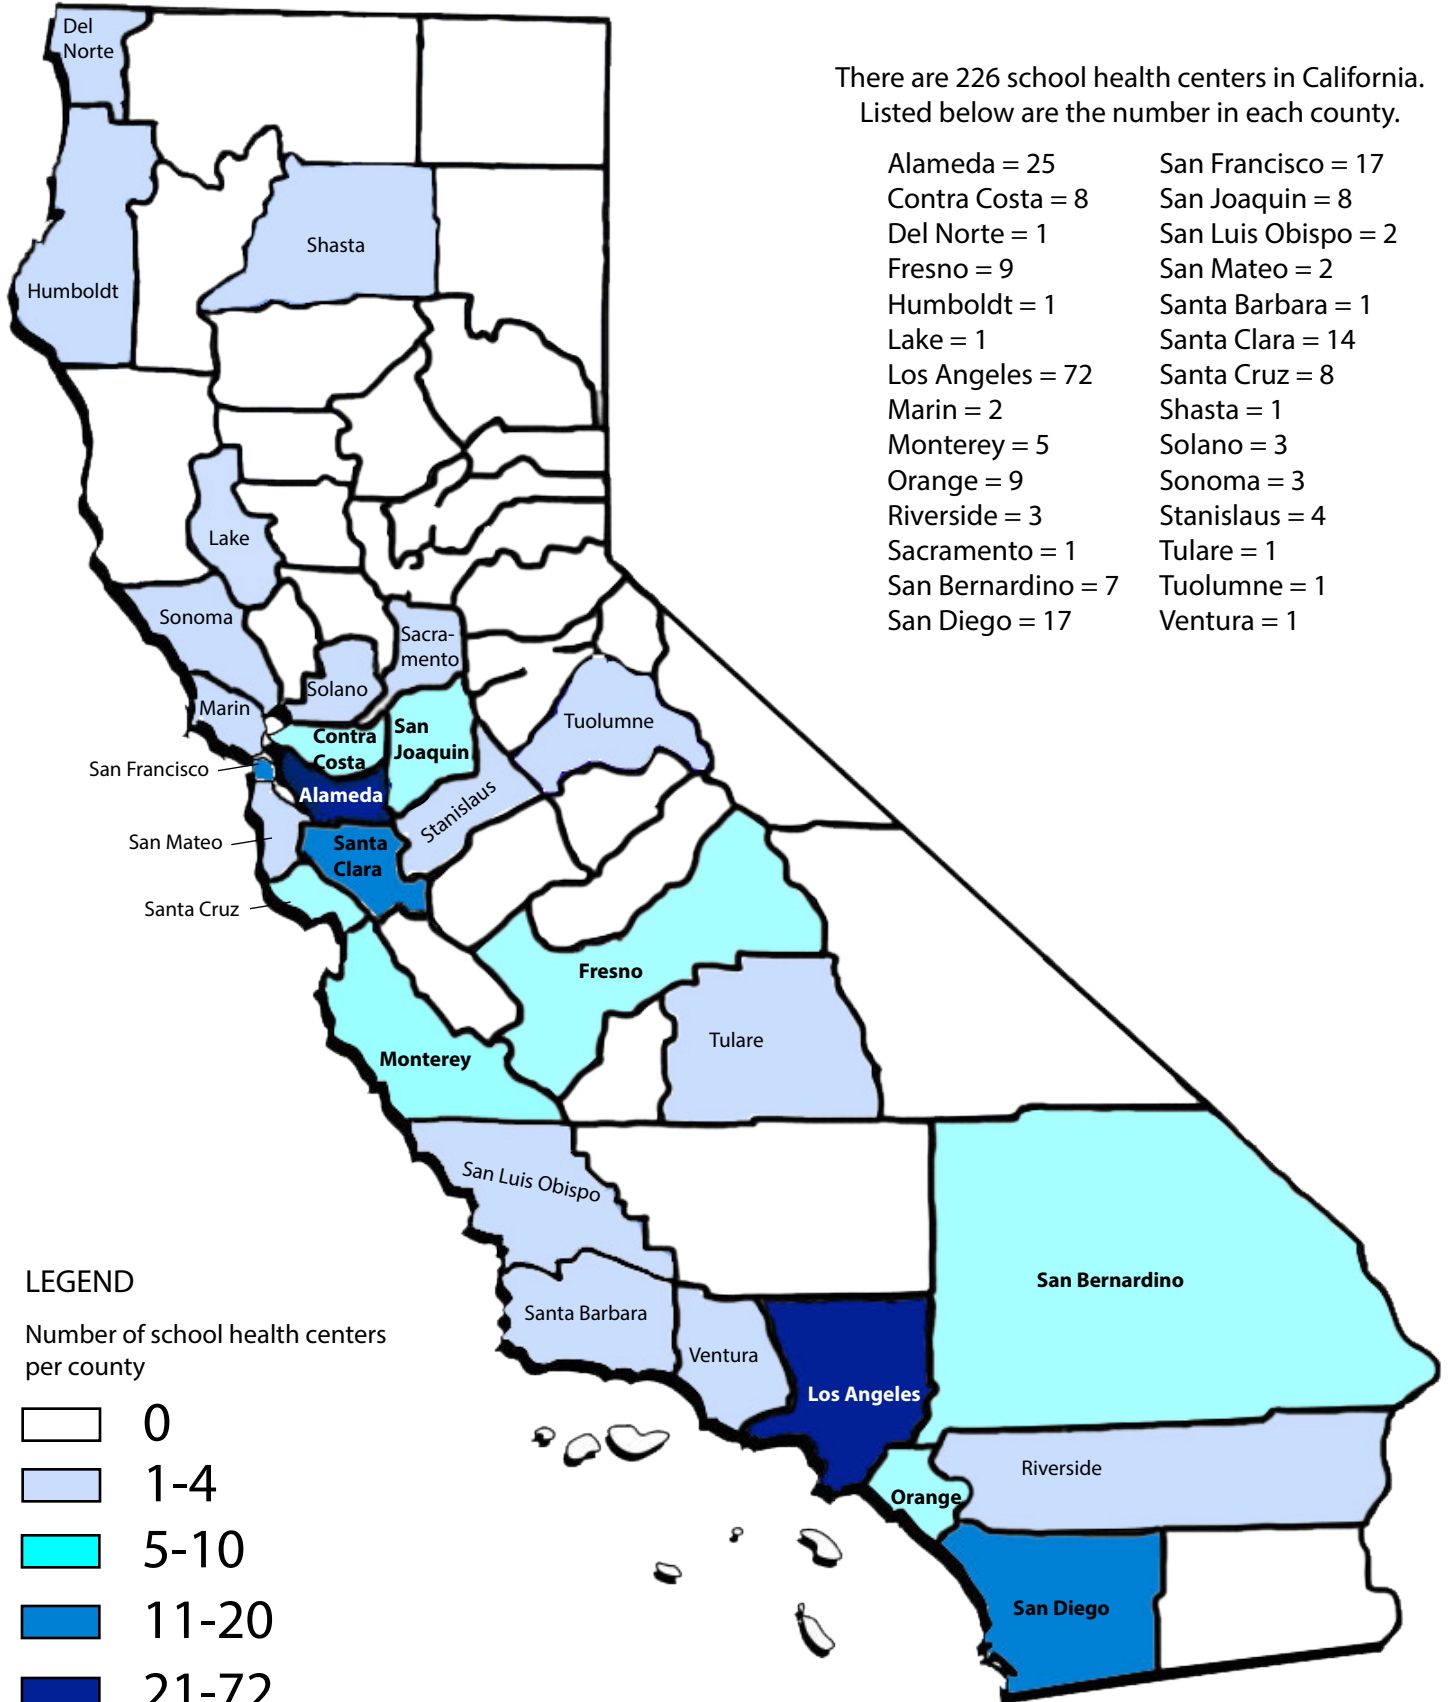 Del
Norte
There are 226 school health centers in California.
Listed below are the number in each county.
Alameda = 25
Contra Costa = 8
Del Norte = 1
Fresno = 9
Humboldt = 1
Lake = 1
Los Angeles = 72
Marin = 2
Monterey = 5
Orange = 9
Riverside = 3
Sacramento = 1
San Bernardino = 7
San Diego = 17
San Francisco = 17
San Joaquin = 8
San Luis Obispo = 2
San Mateo = 2
Santa Barbara = 1
Santa Clara = 14
Santa Cruz = 8
Shasta = 1
Solano = 3
Sonoma = 3
Stanislaus = 4
Tulare = 1
Tuolumne = 1
Ventura = 1
Shasta
Humboldt
Lake
Sonoma
Sacra-
mento
Solano
Marin
Contra
Costa
San
Joaquin
Tuolumne
San Francisco
Alameda
Stanislaus
San Mateo
Santa
Clara
Santa Cruz
Fresno
Tulare
Monterey
San Luis Obispo
San Bernardino
Santa Barbara
Ventura
Los Angeles
Riverside
Orange
San Diego
LEGEND
Number of school health centers
per county
0
1-4
5-10
11-20
21-72